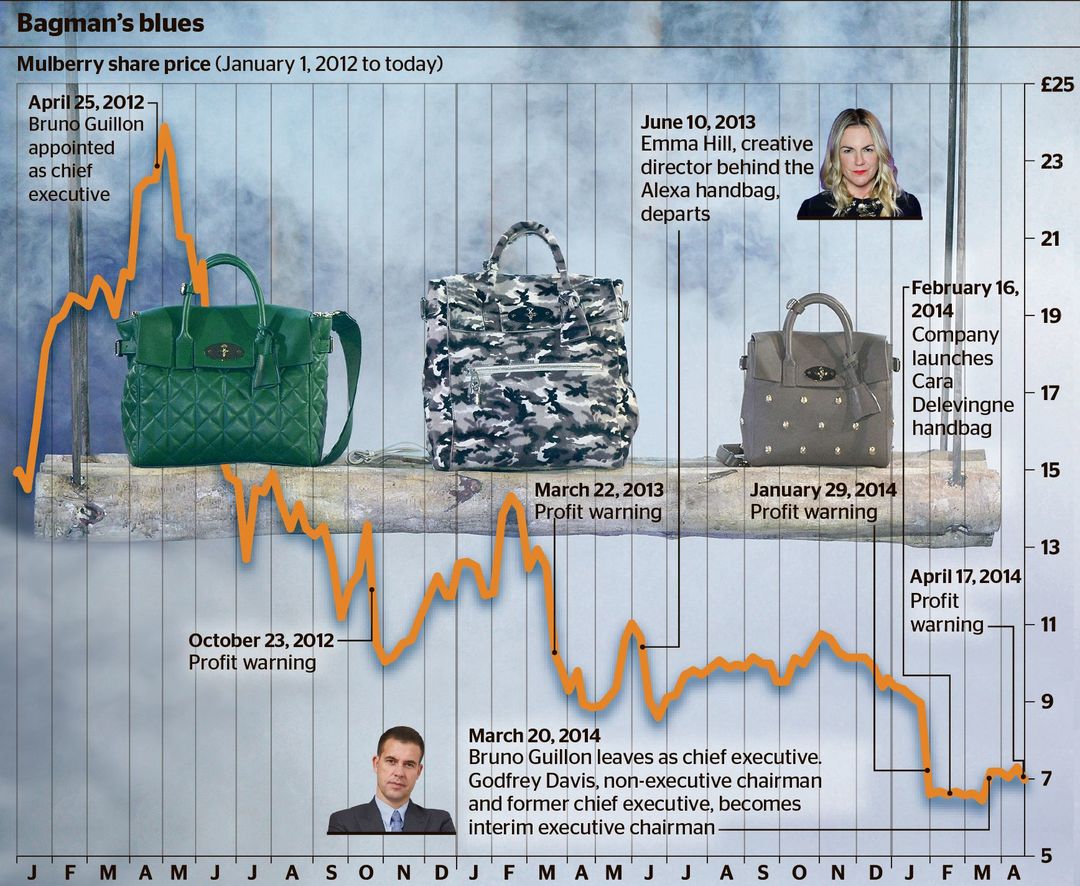 Bagman's blues
Mulberry share price (January 1, 2012 to today)
April 25, 2012
Bruno Guillon
appointed
as chief
executive
June 10, 2013
Emma Hill, creative
director behind the
Alexa handbag,
departs
February 16,
2014
Company
launches
Cara
Delevingne
handbag
March 22, 2013
Profit warning
January 29, 2014
Profit warning
April 17, 2014
Profit
warning
October 23, 2012
Profit warning
March 20, 2014
Bruno Guillon leaves as chief executive.
Godfrey Davis, non-executive chairman
and former chief executive, becomes
interim executive chairman
£25
23
21
19
17
15
13
11
9
7
5
J F M A M J J A S O N D J F M A M J J A S O N D J F M A